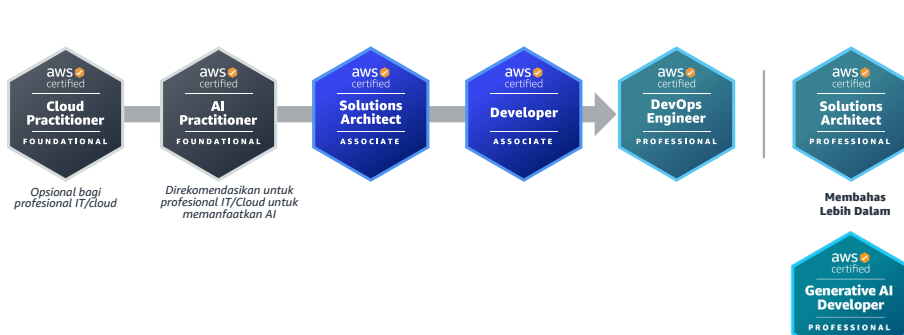 aws
certified
Cloud
Practitioner
FOUNDATIONAL
Opsional bagi
profesional IT/cloud
aws
certified
AI
Practitioner
FOUNDATIONAL
Direkomendasikan untuk
profesional IT/Cloud untuk
memanfaatkan AI
aws
certified
Solutions
Architect
ASSOCIATE
aws
certified
Developer
ASSOCIATE
aws
certified
DevOps
Engineer
PROFESSIONAL
aws
certified
Solutions
Architect
PROFESSIONAL
Membahas
Lebih Dalam
aws
certified
Generative AI
Developer
PROFESSIONAL